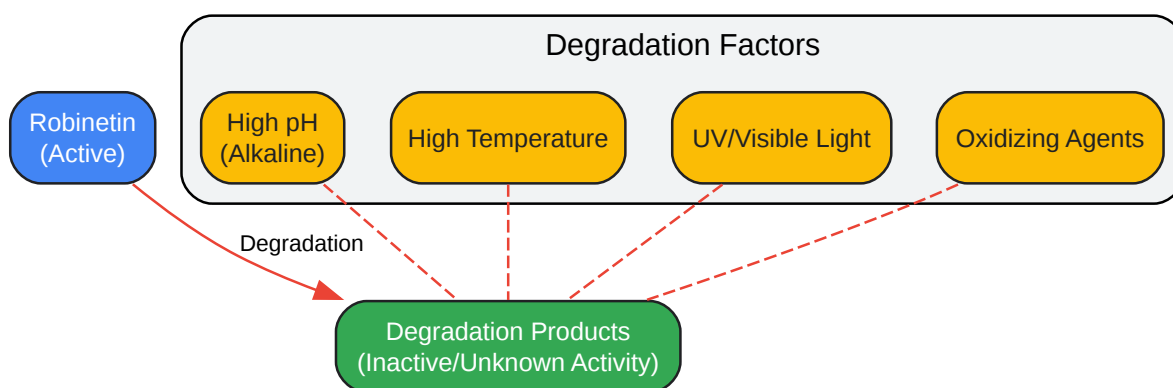 Degradation Factors
Robinetin
(Active)
High pH
(Alkaline)
High Temperature
UV/Visible Light
Oxidizing Agents
Degradation
Degradation Products
(Inactive/Unknown Activity)